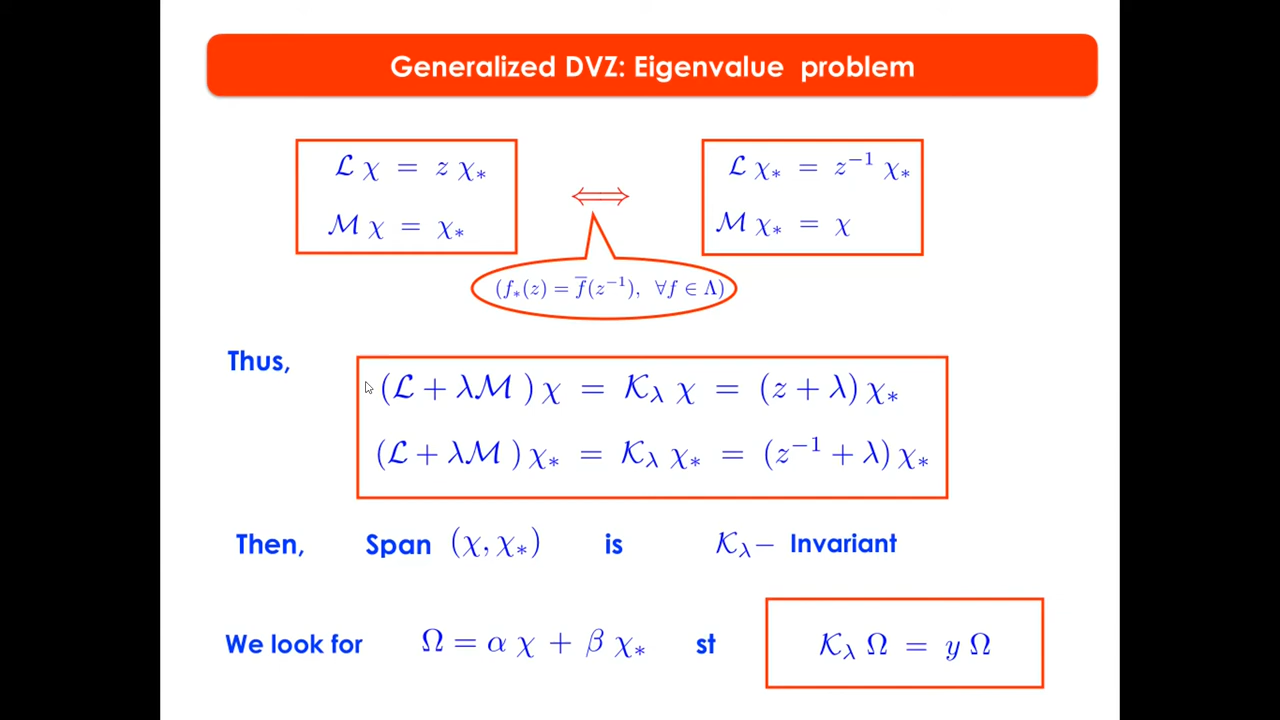 Generalized DVZ: Eigenvalue problem
ℒ χ = z χ∗
ℳ χ = χ∗
⟺
ℒ χ∗ = z⁻¹ χ∗
ℳ χ∗ = χ
(f∗(z) = f̅(z⁻¹), ∀f ∈ Λ)
Thus,
(ℒ + λℳ ) χ = 𝒦λ χ = (z + λ) χ∗
(ℒ + λℳ ) χ∗ = 𝒦λ χ∗ = (z⁻¹ + λ) χ∗
Then, Span (χ, χ∗) is 𝒦λ− Invariant
We look for Ω = α χ + β χ∗ st 𝒦λ Ω = y Ω